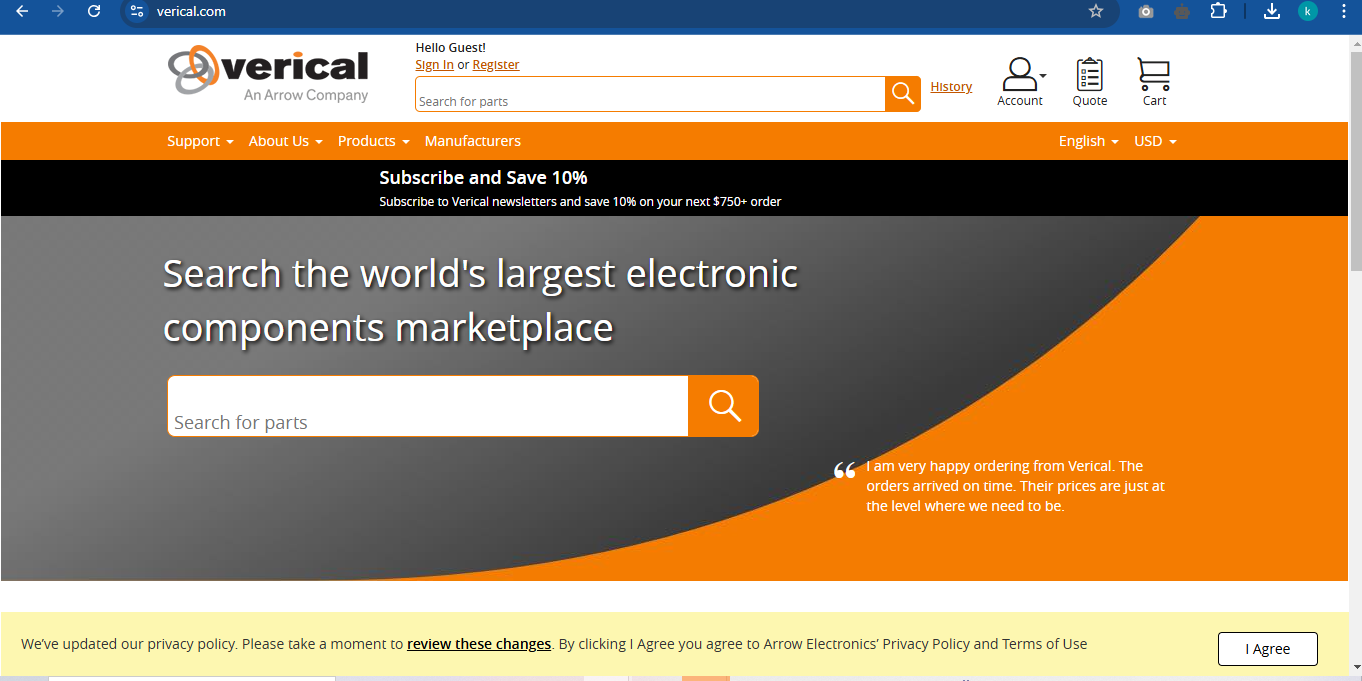 verical.com
k
verical
An Arrow Company
Hello Guest!
Sign In or Register
Search for parts
History
Account
Quote
Cart
Support
About Us
Products
Manufacturers
English
USD
Subscribe and Save 10%
Subscribe to Verical newsletters and save 10% on your next $750+ order
Search the world's largest electronic
components marketplace
Search for parts
“ I am very happy ordering from Verical. The
orders arrived on time. Their prices are just at
the level where we need to be.
We’ve updated our privacy policy. Please take a moment to review these changes. By clicking I Agree you agree to Arrow Electronics’ Privacy Policy and Terms of Use
I Agree